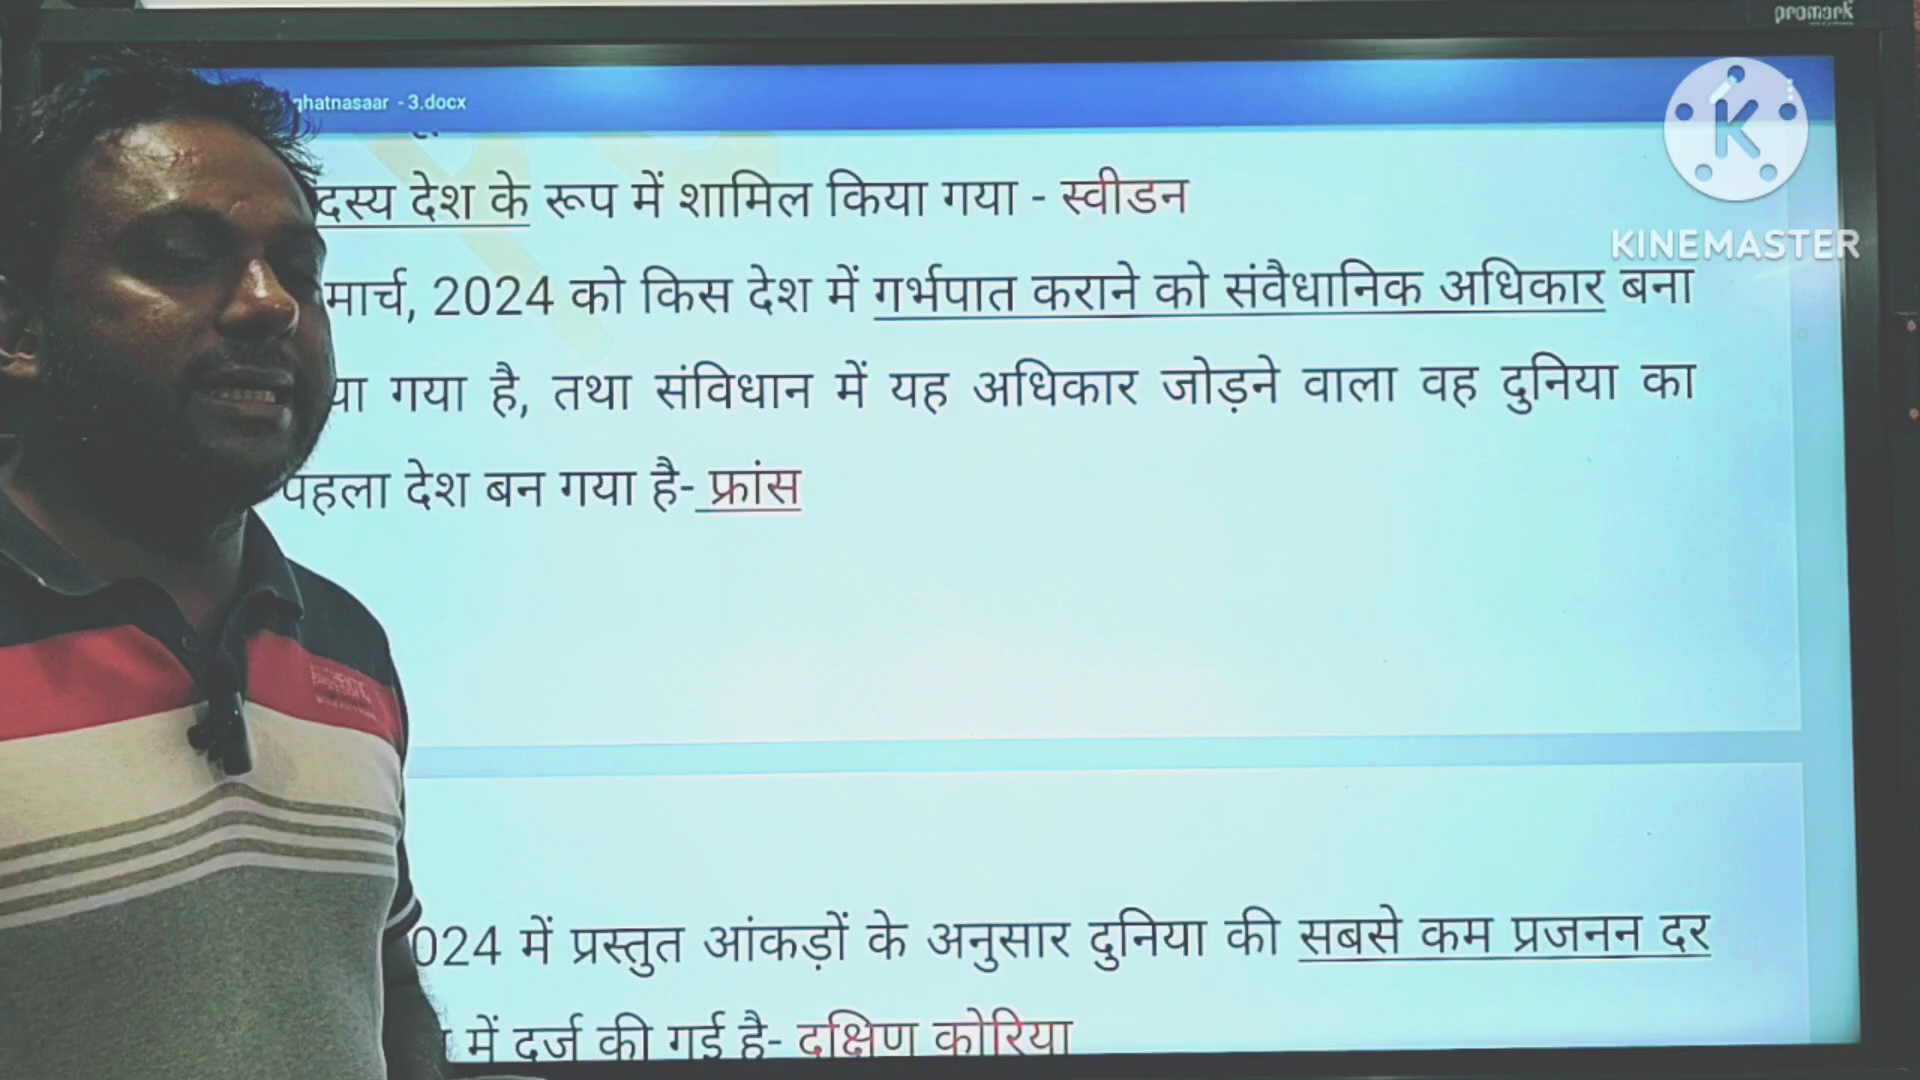 promark
ghatnasaar - 3.docx
दस्य देश के रूप में शामिल किया गया - स्वीडन
KINEMASTER
मार्च, 2024 को किस देश में गर्भपात कराने को संवैधानिक अधिकार बना
या गया है, तथा संविधान में यह अधिकार जोड़ने वाला वह दुनिया का
पहला देश बन गया है- फ्रांस
024 में प्रस्तुत आंकड़ों के अनुसार दुनिया की सबसे कम प्रजनन दर
में दर्ज की गई है- दक्षिण कोरिया